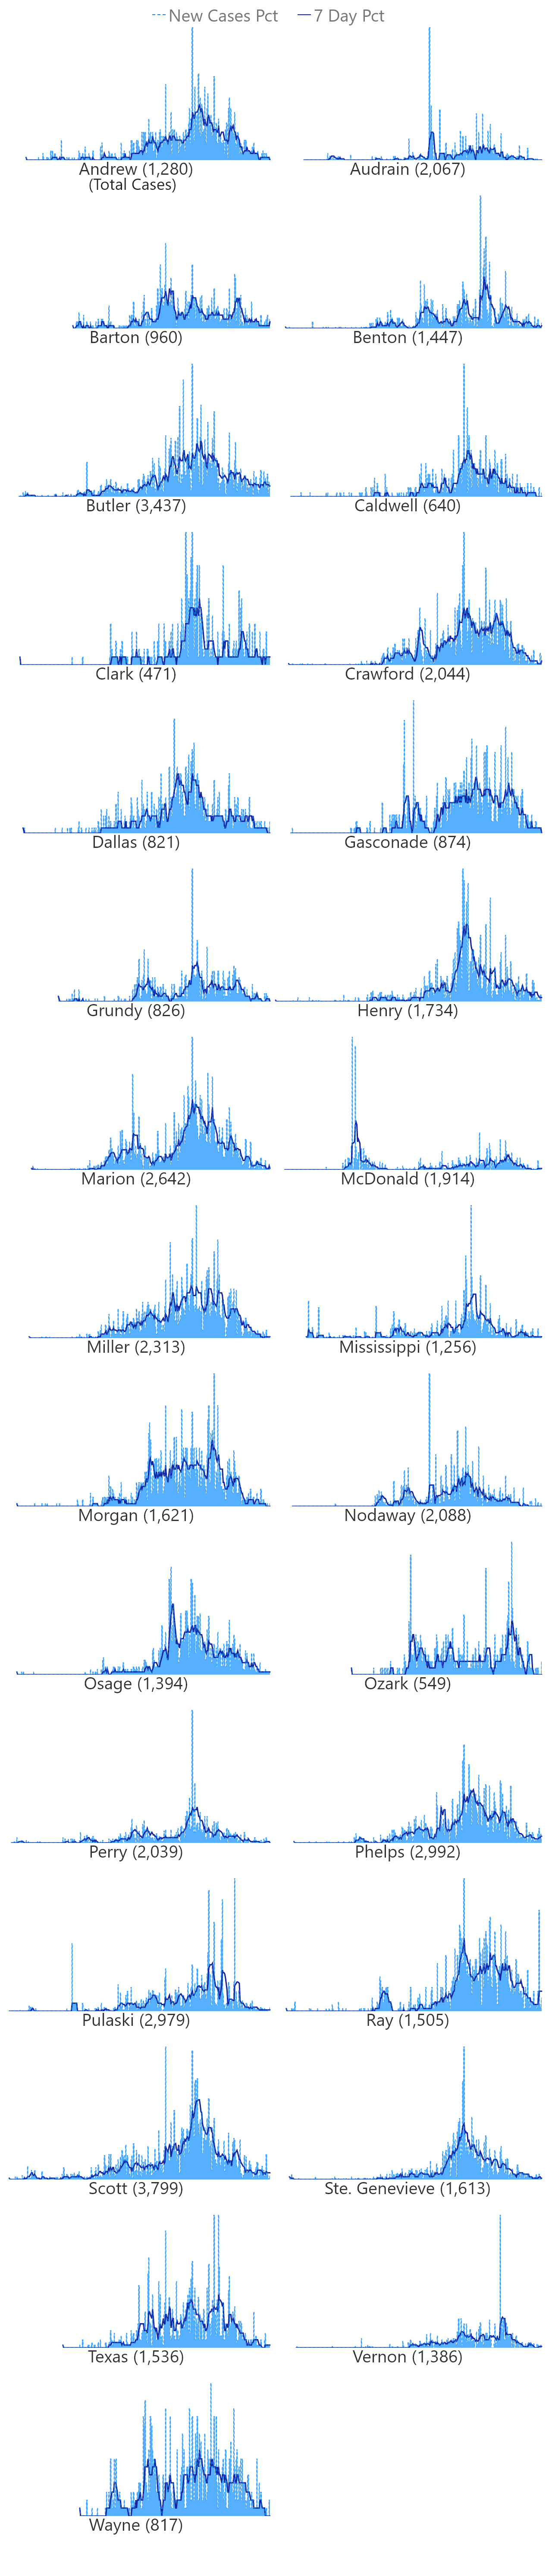 New Cases Pct 7 Day Pct
Andrew (1,280) Audrain (2,067)
(Total Cases)
Barton (960) Benton (1,447)
Butler (3,437) Caldwell (640)
Clark (471) Crawford (2,044)
Dallas (821) Gasconade (874)
Grundy (826) Henry (1,734)
Marion (2,642) McDonald (1,914)
Miller (2,313) Mississippi (1,256)
Morgan (1,621) Nodaway (2,088)
Osage (1,394) Ozark (549)
Perry (2,039) Phelps (2,992)
Pulaski (2,979) Ray (1,505)
Scott (3,799) Ste. Genevieve (1,613)
Texas (1,536) Vernon (1,386)
Wayne (817)